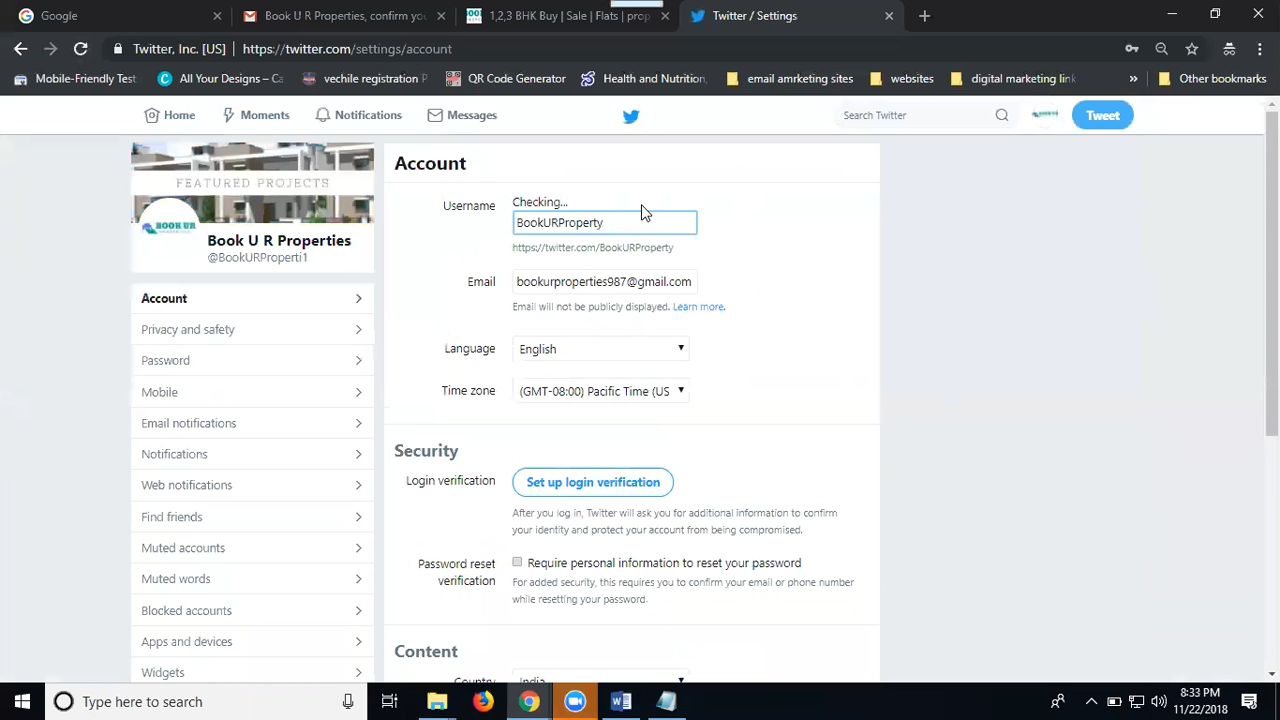 Google
Book U R Properties, confirm you
1,2,3 BHK Buy | Sale | Flats | prop
Twitter / Settings
Twitter, Inc. [US]
https://twitter.com/settings/account
Mobile-Friendly Test
All Your Designs – Ca
vechile registration P
QR Code Generator
Health and Nutrition,
email amrketing sites
websites
digital marketing link
»
Other bookmarks
Home
Moments
Notifications
Messages
Search Twitter
Tweet
FEATURED PROJECTS
BOOK UR
Book U R Properties
@BookURProperti1
Account
Privacy and safety
Password
Mobile
Email notifications
Notifications
Web notifications
Find friends
Muted accounts
Muted words
Blocked accounts
Apps and devices
Widgets
Account
Username
Checking...
BookURProperty
https://twitter.com/BookURProperty
Email
bookurproperties987@gmail.com
Email will not be publicly displayed. Learn more.
Language
English
Time zone
(GMT-08:00) Pacific Time (US
Security
Login verification
Set up login verification
After you log in, Twitter will ask you for additional information to confirm
your identity and protect your account from being compromised.
Password reset
verification
Require personal information to reset your password
For added security, this requires you to confirm your email or phone number
while resetting your password.
Content
Country
India
Type here to search
8:33 PM
11/22/2018